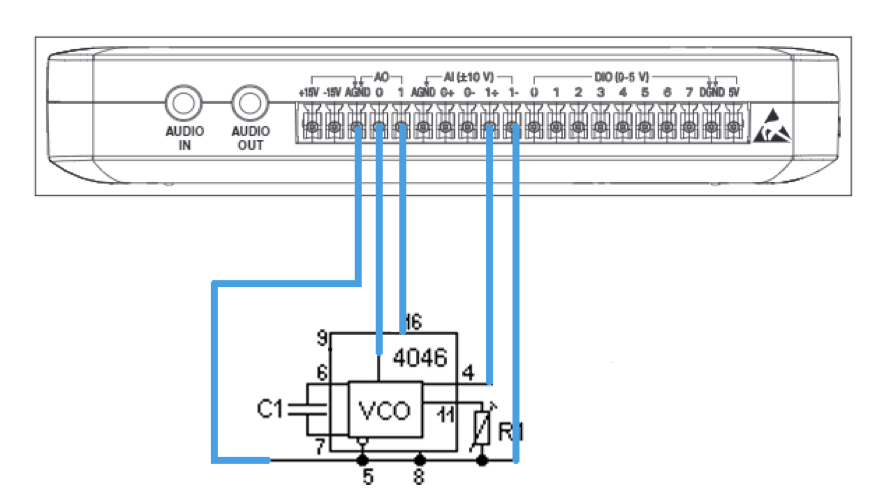 AO AI (±10 V) DIO (0-5 V)
+15V -15V AGND 0 1 AGND 0+ 0- 1+ 1- 0 1 2 3 4 5 6 7 DGND 5V
AUDIO IN
AUDIO OUT
16
9
4046
6
4
C1
VCO
11
R1
7
5
8